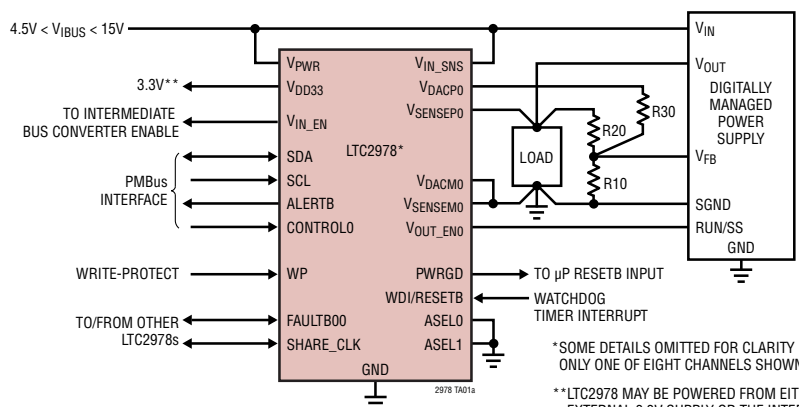 4.5V < VIBUS < 15V
VPWR
3.3V**
VDD33
TO INTERMEDIATE
BUS CONVERTER ENABLE
VIN_EN
PMBus
INTERFACE
SDA
SCL
ALERTB
CONTROL0
WRITE-PROTECT
WP
TO/FROM OTHER
LTC2978s
FAULTB00
SHARE_CLK
GND
LTC2978*
VIN_SNS
VDACP0
VSENSEP0
VDACM0
VSENSEM0
VOUT_EN0
PWRGD
WDI/RESETB
ASEL0
ASEL1
2978 TA01a
LOAD
R20
R30
R10
VIN
VOUT
DIGITALLY
MANAGED
POWER
SUPPLY
VFB
SGND
RUN/SS
GND
TO µP RESETB INPUT
WATCHDOG
TIMER INTERRUPT
*SOME DETAILS OMITTED FOR CLARITY
ONLY ONE OF EIGHT CHANNELS SHOWN
**LTC2978 MAY BE POWERED FROM